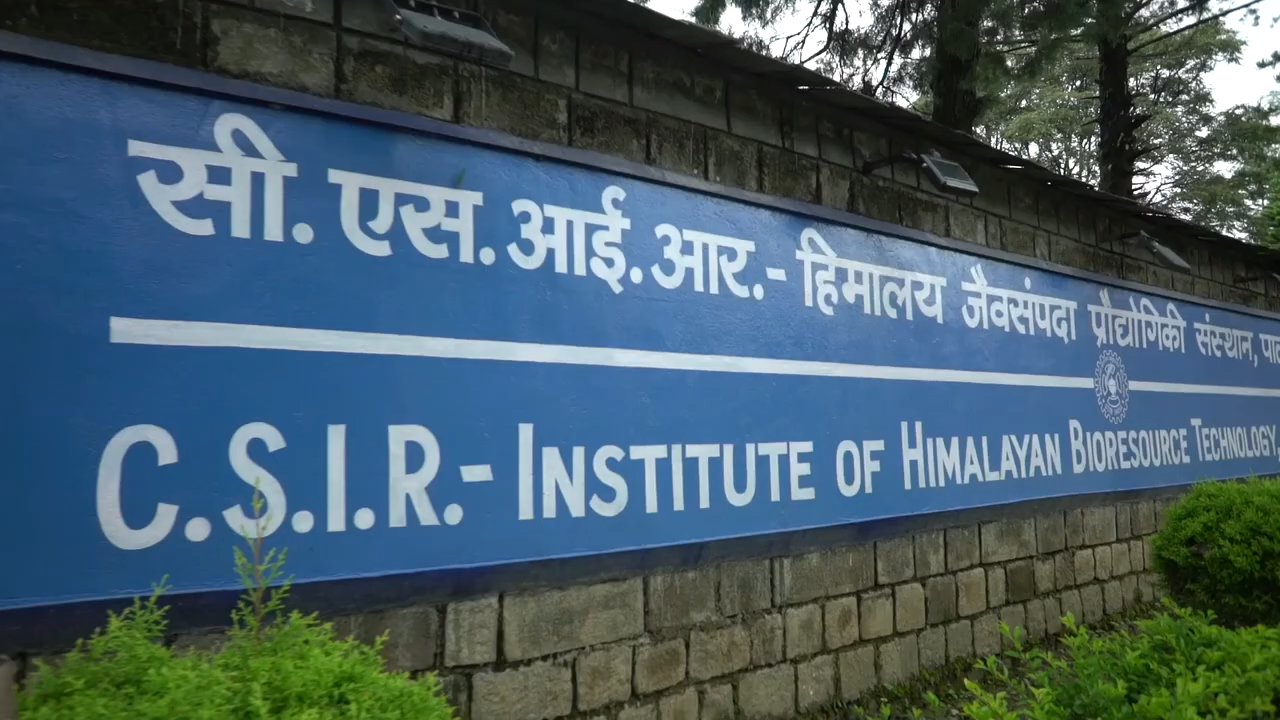 सी.एस.आई.आर.- हिमालय जैवसंपदा प्रौद्योगिकी संस्थान,
C.S.I.R.- INSTITUTE OF HIMALAYAN BIORESOURCE TECHNOLOGY,